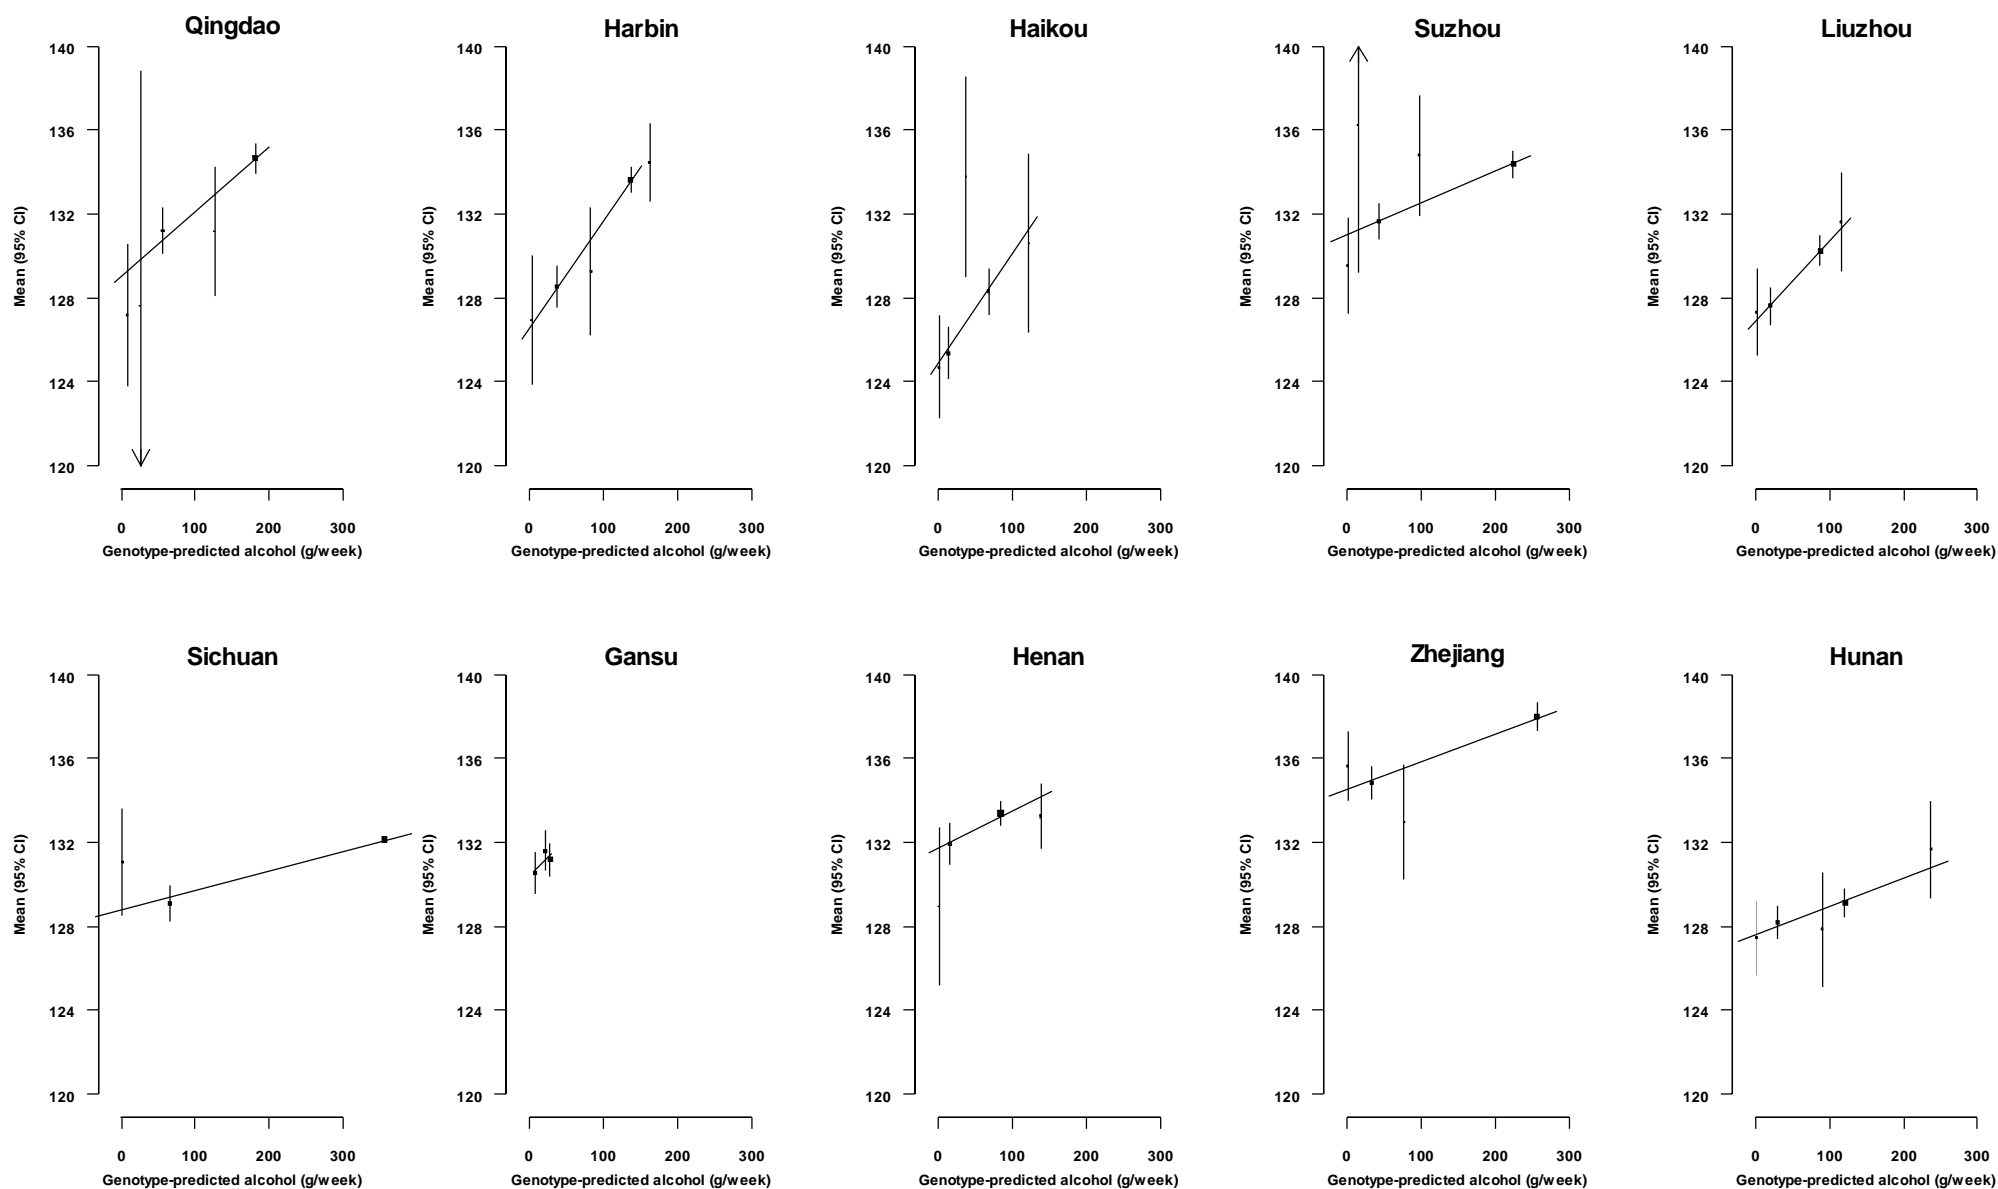 Qingdao Harbin Haikou Suzhou Liuzhou
140 140 140 140 140
136 136 136 136 136
132 132 132 132 132
128 128 128 128 128
124 124 124 124 124
120 120 120 120 120
Mean (95% CI) Mean (95% CI) Mean (95% CI) Mean (95% CI) Mean (95% CI)
0 100 200 300 0 100 200 300 0 100 200 300 0 100 200 300 0 100 200 300
Genotype-predicted alcohol (g/week) Genotype-predicted alcohol (g/week) Genotype-predicted alcohol (g/week) Genotype-predicted alcohol (g/week) Genotype-predicted alcohol (g/week)
Sichuan Gansu Henan Zhejiang Hunan
140 140 140 140 140
136 136 136 136 136
132 132 132 132 132
128 128 128 128 128
124 124 124 124 124
120 120 120 120 120
Mean (95% CI) Mean (95% CI) Mean (95% CI) Mean (95% CI) Mean (95% CI)
0 100 200 300 0 100 200 300 0 100 200 300 0 100 200 300 0 100 200 300
Genotype-predicted alcohol (g/week) Genotype-predicted alcohol (g/week) Genotype-predicted alcohol (g/week) Genotype-predicted alcohol (g/week) Genotype-predicted alcohol (g/week)